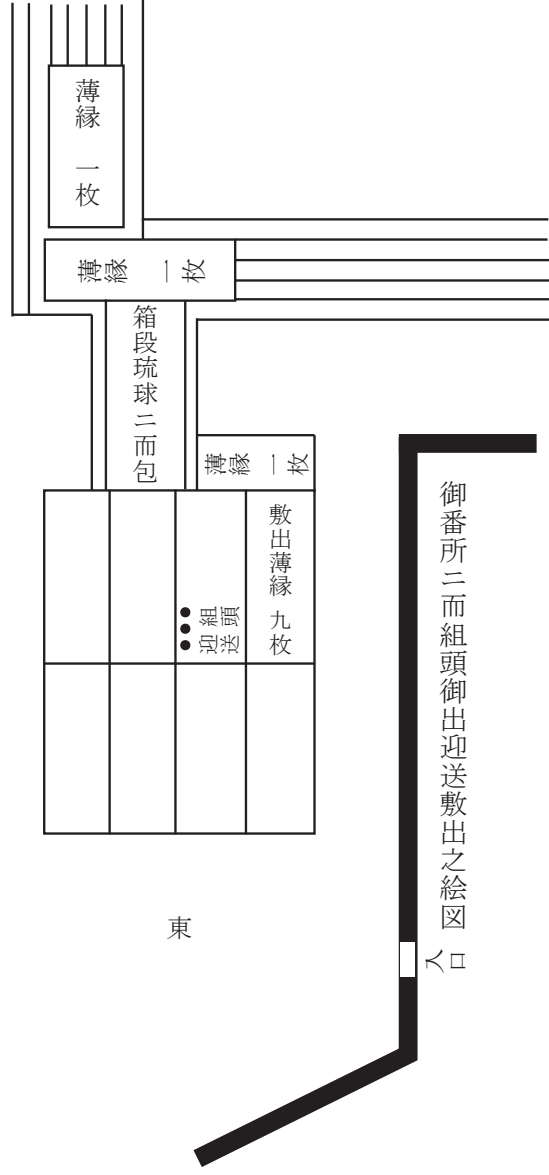 御番所ニ而組頭御出迎送敷出之絵図
入口
薄縁 一枚
薄縁 一枚
箱段琉球ニ而包
薄縁 一枚
敷出薄縁 九枚
組頭
迎送
東